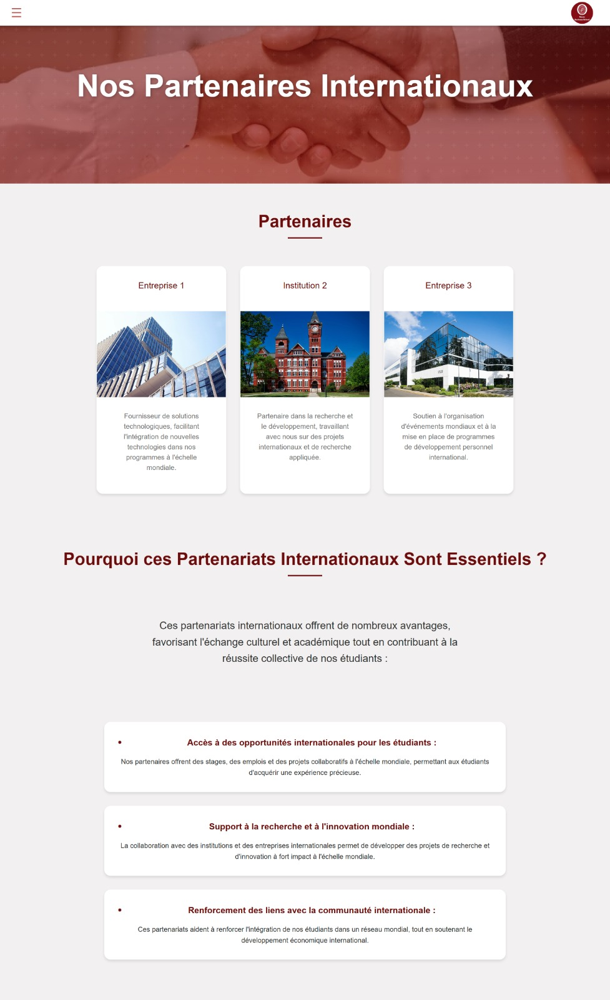 Nos Partenaires Internationaux
Partenaires
Entreprise 1
Institution 2
Entreprise 3
Fournisseur de solutions
technologiques, facilitant
l'intégration de nouvelles
technologies dans nos
programmes à l'échelle
mondiale.
Partenaire dans la recherche et
le développement, travaillant
avec nous sur des projets
internationaux et de recherche
appliquée.
Soutien à l'organisation
d'événements mondiaux et à la
mise en place de programmes
de développement personnel
international.
Pourquoi ces Partenariats Internationaux Sont Essentiels ?
Ces partenariats internationaux offrent de nombreux avantages,
favorisant l'échange culturel et académique tout en contribuant à la
réussite collective de nos étudiants :
• Accès à des opportunités internationales pour les étudiants :
Nos partenaires offrent des stages, des emplois et des projets collaboratifs à l'échelle mondiale, permettant aux étudiants
d'acquérir une expérience précieuse.
• Support à la recherche et à l'innovation mondiale :
La collaboration avec des institutions et des entreprises internationales permet de développer des projets de recherche et
d'innovation à fort impact à l'échelle mondiale.
• Renforcement des liens avec la communauté internationale :
Ces partenariats aident à renforcer l'intégration de nos étudiants dans un réseau mondial, tout en soutenant le
développement économique international.